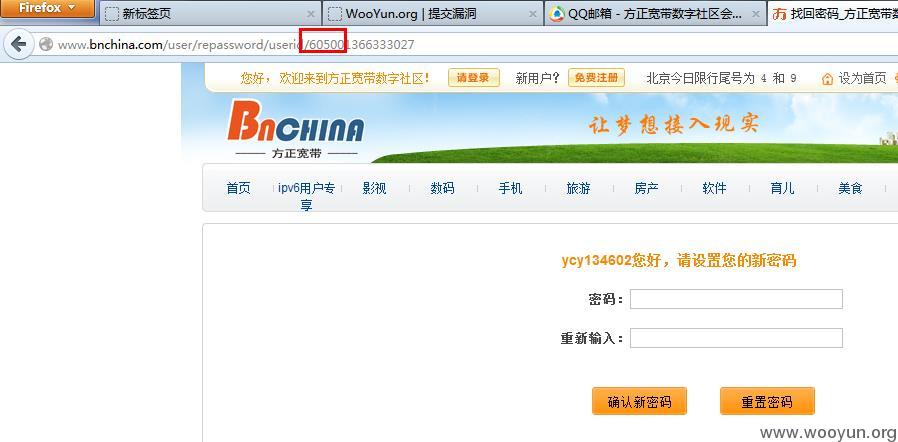 Firefox
新标签页
WooYun.org | 提交漏洞
QQ邮箱 - 方正宽带数字社区会...
找回密码_方正宽带数
www.bnchina.com/user/repassword/userid/605001366333027
您好，欢迎来到方正宽带数字社区！ 请登录 新用户？ 免费注册 北京今日限行尾号为 4 和 9 设为首页
BNCHINA
方正宽带
让梦想接入现实
首页 ipv6用户专享 影视 数码 手机 旅游 房产 软件 育儿 美食
ycy134602您好，请设置您的新密码
密码：
重新输入：
确认新密码 重置密码
www.wooyun.org